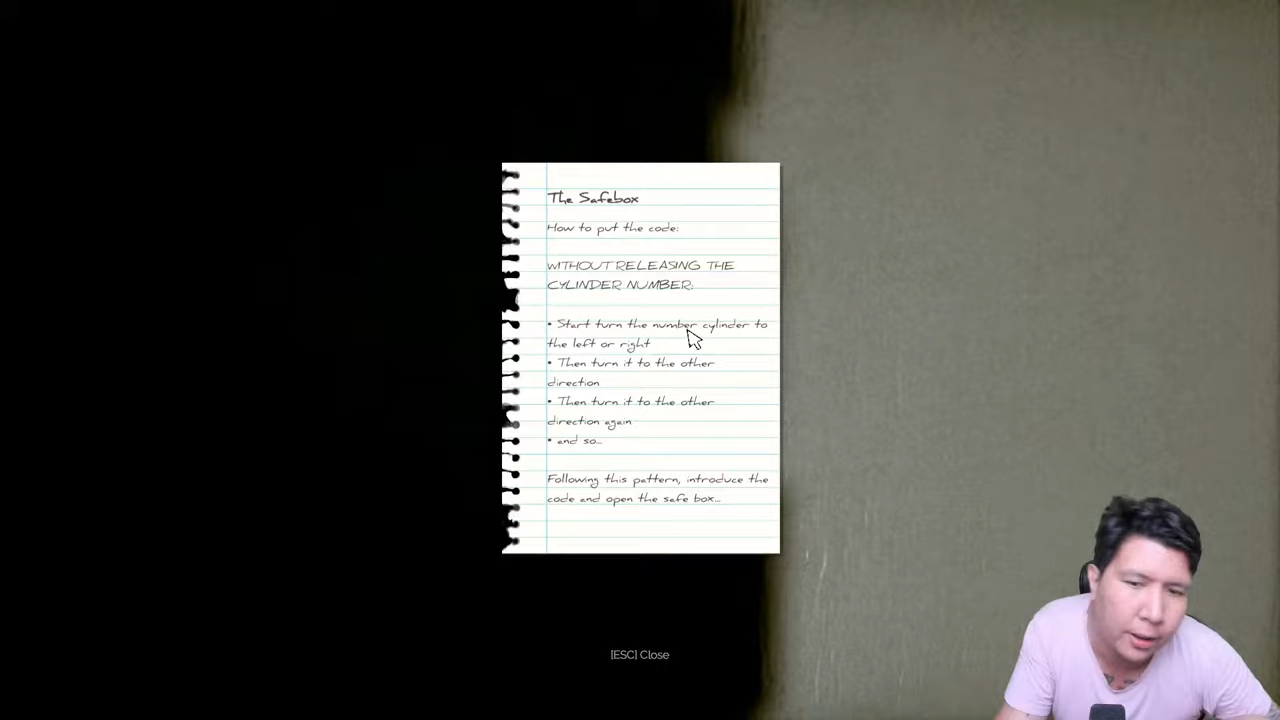 The Safebox
How to put the code:
WITHOUT RELEASING THE
CYLINDER NUMBER:
• Start turn the number cylinder to
the left or right
• Then turn it to the other
direction
• Then turn it to the other
direction again
• and so...
Following this pattern, introduce the
code and open the safe box...
[ESC] Close